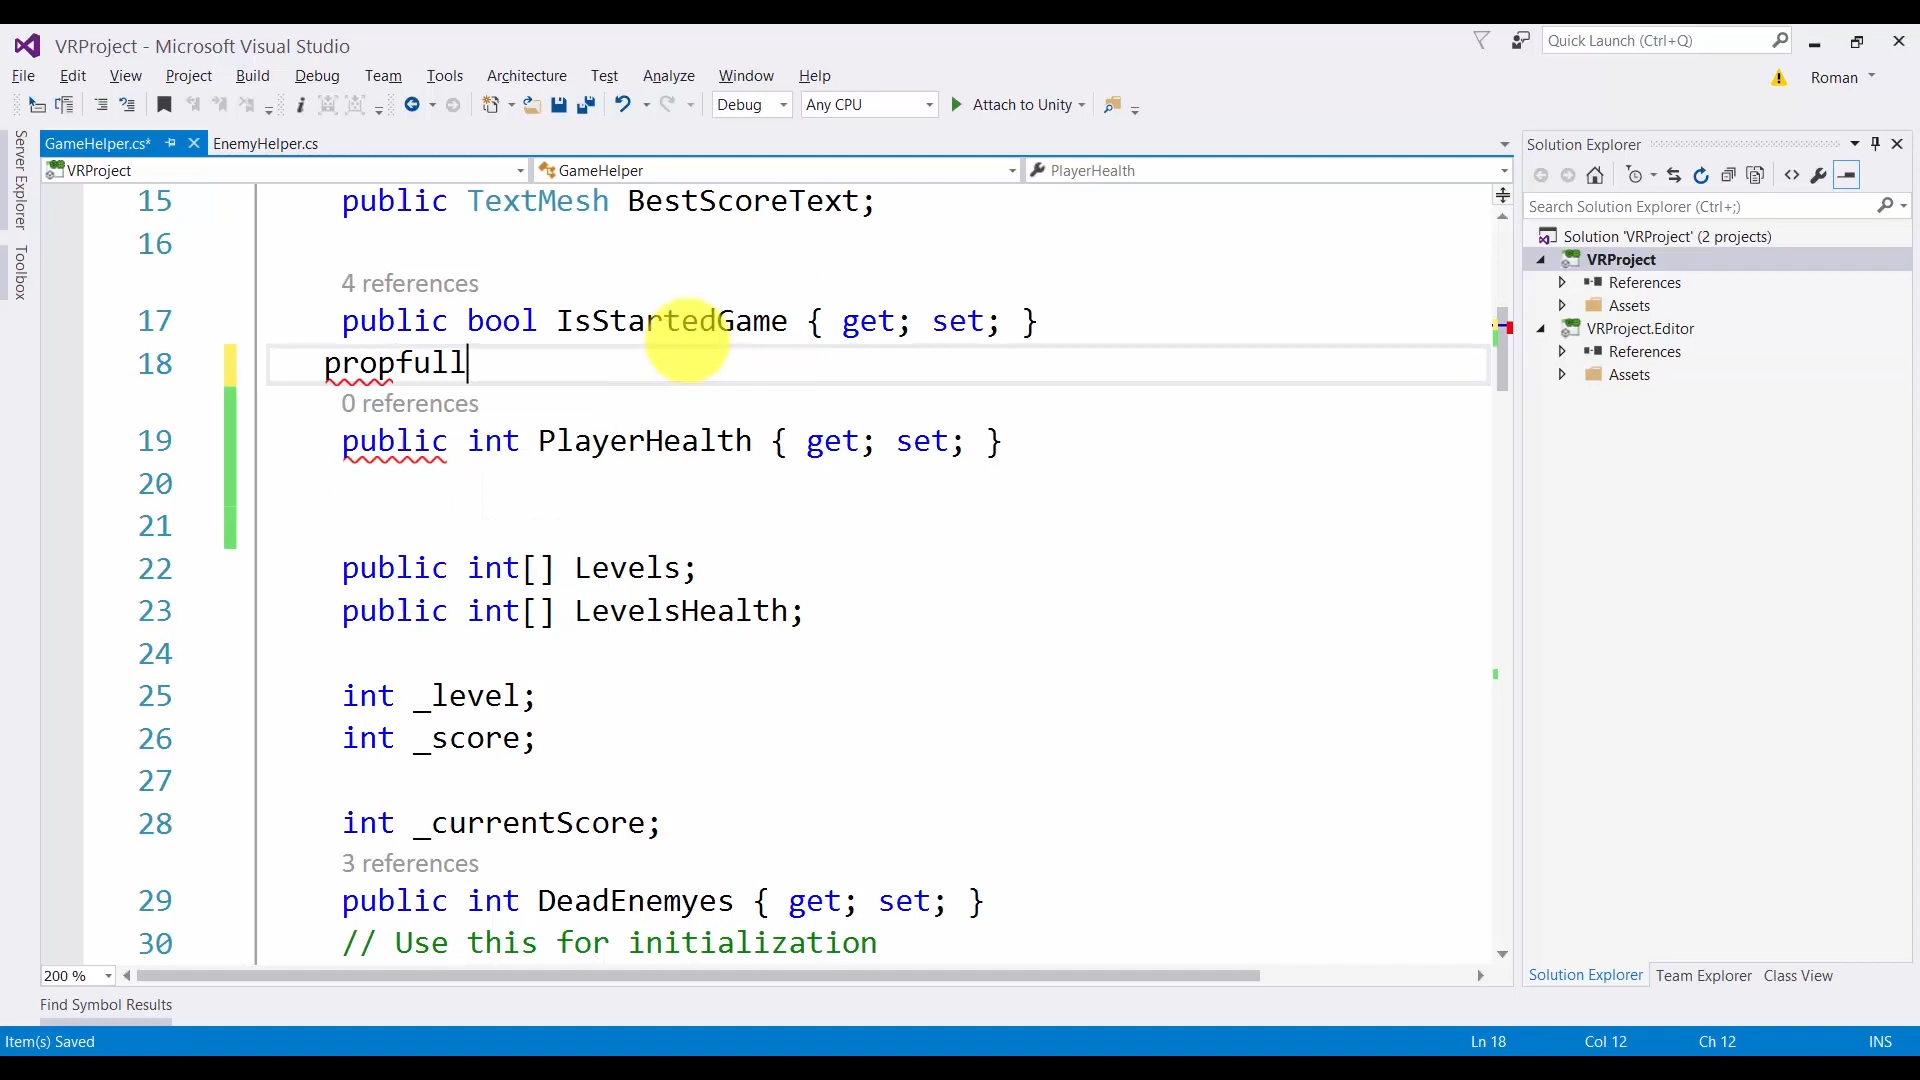 VRProject - Microsoft Visual Studio
Quick Launch (Ctrl+Q)
File Edit View Project Build Debug Team Tools Architecture Test Analyze Window Help
Roman
Debug Any CPU Attach to Unity
Server Explorer
Toolbox
GameHelper.cs* EnemyHelper.cs
VRProject GameHelper PlayerHealth
15 public TextMesh BestScoreText;
16
4 references
17 public bool IsStartedGame { get; set; }
18 propfull
0 references
19 public int PlayerHealth { get; set; }
20
21
22 public int[] Levels;
23 public int[] LevelsHealth;
24
25 int _level;
26 int _score;
27
28 int _currentScore;
3 references
29 public int DeadEnemyes { get; set; }
30 // Use this for initialization
200 %
Solution Explorer
Search Solution Explorer (Ctrl+;)
Solution 'VRProject' (2 projects)
VRProject
References
Assets
VRProject.Editor
References
Assets
Solution Explorer Team Explorer Class View
Find Symbol Results
Item(s) Saved Ln 18 Col 12 Ch 12 INS